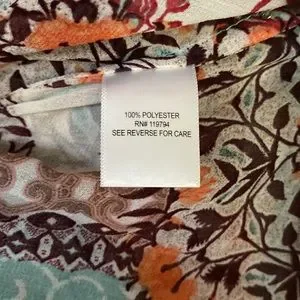 100% POLYESTER
RN# 119794
SEE REVERSE FOR CARE